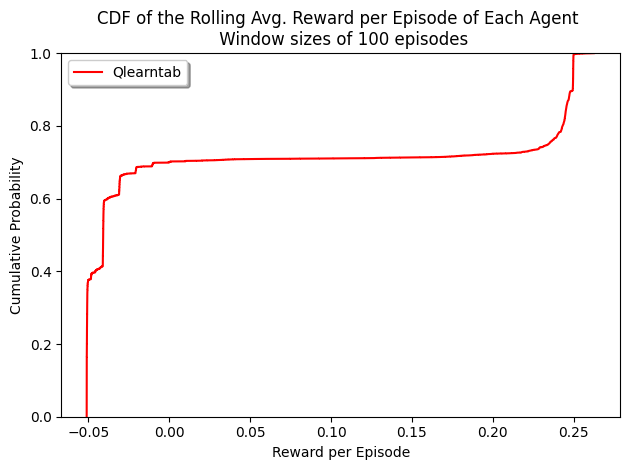 CDF of the Rolling Avg. Reward per Episode of Each Agent
Window sizes of 100 episodes
Qlearntab
1.0
0.8
0.6
0.4
0.2
0.0
Cumulative Probability
−0.05
0.00
0.05
0.10
0.15
0.20
0.25
Reward per Episode